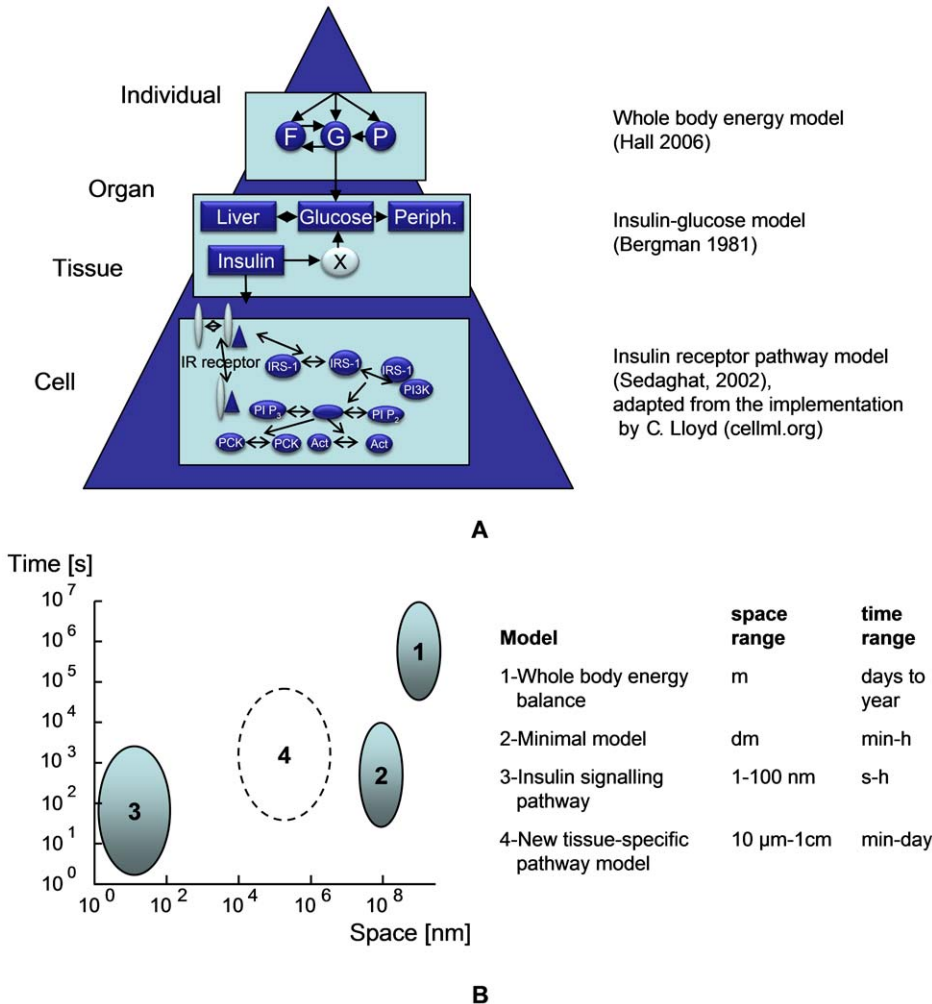 Individual
F G P
Whole body energy model
(Hall 2006)
Organ
Liver Glucose Periph.
Insulin-glucose model
(Bergman 1981)
Tissue
Insulin X
IR receptor
IRS-1 IRS-1 IRS-1
PI3K
Cell
Insulin receptor pathway model
(Sedaghat, 2002),
adapted from the implementation
by C. Lloyd (cellml.org)
PI P3 PI P2
PCK PCK Act Act
A
Time [s]
10^7
10^6
10^5
10^4
10^3
10^2
10^1
10^0
1
2
3
4
10^0 10^2 10^4 10^6 10^8
Space [nm]
Model space range time range
1-Whole body energy balance m days to year
2-Minimal model dm min-h
3-Insulin signalling pathway 1-100 nm s-h
4-New tissue-specific pathway model 10 µm-1cm min-day
B